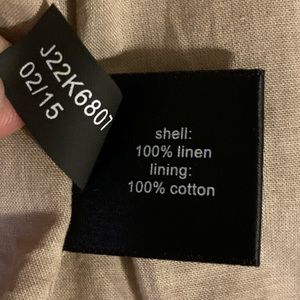 J22K6807
02/15
shell:
100% linen
lining:
100% cotton